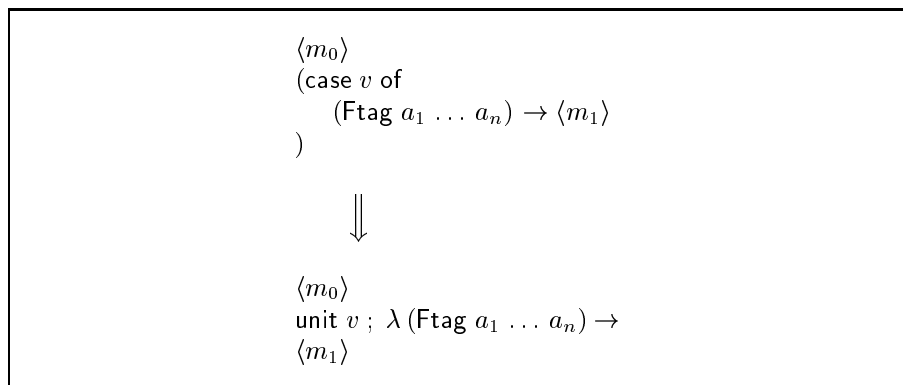 ⟨m₀⟩
(case v of
(Ftag a₁ … aₙ) → ⟨m₁⟩
)
⇓
⟨m₀⟩
unit v ; λ (Ftag a₁ … aₙ) →
⟨m₁⟩